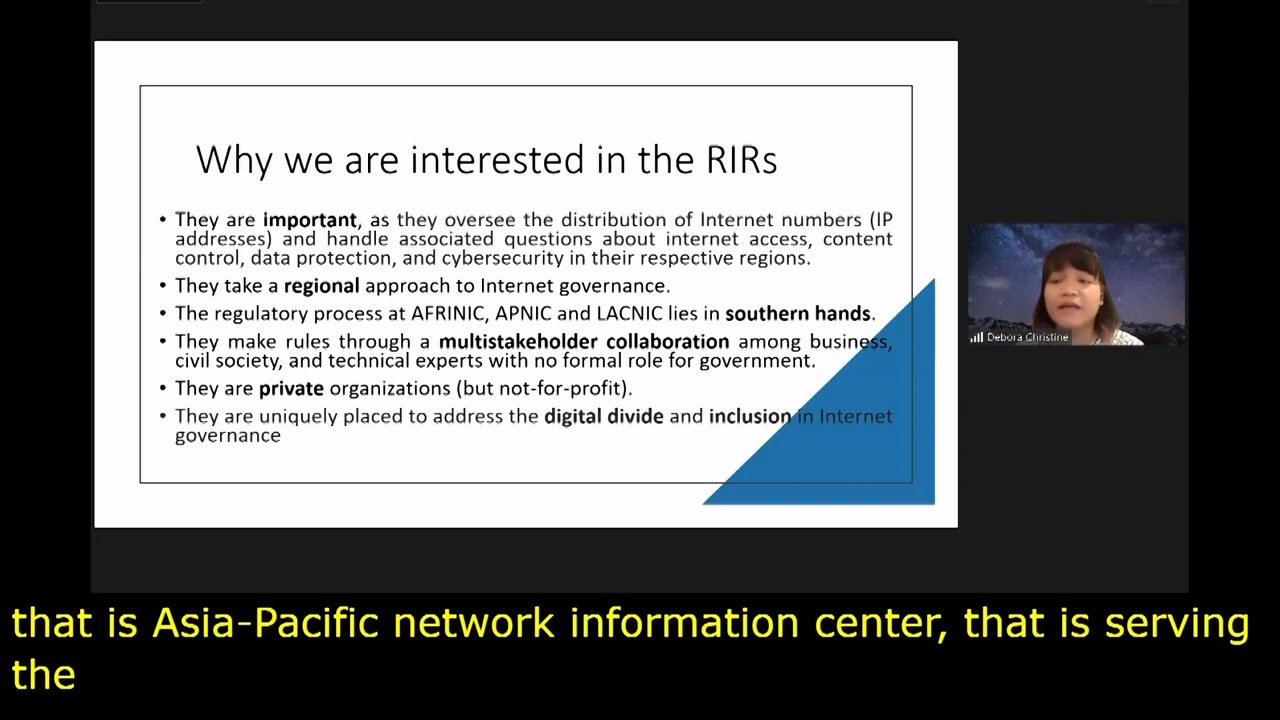 Why we are interested in the RIRs
• They are important, as they oversee the distribution of Internet numbers (IP
addresses) and handle associated questions about internet access, content
control, data protection, and cybersecurity in their respective regions.
• They take a regional approach to Internet governance.
• The regulatory process at AFRINIC, APNIC and LACNIC lies in southern hands.
• They make rules through a multistakeholder collaboration among business,
civil society, and technical experts with no formal role for government.
• They are private organizations (but not-for-profit).
• They are uniquely placed to address the digital divide and inclusion in Internet
governance
Debora Christine
that is Asia-Pacific network information center, that is serving
the